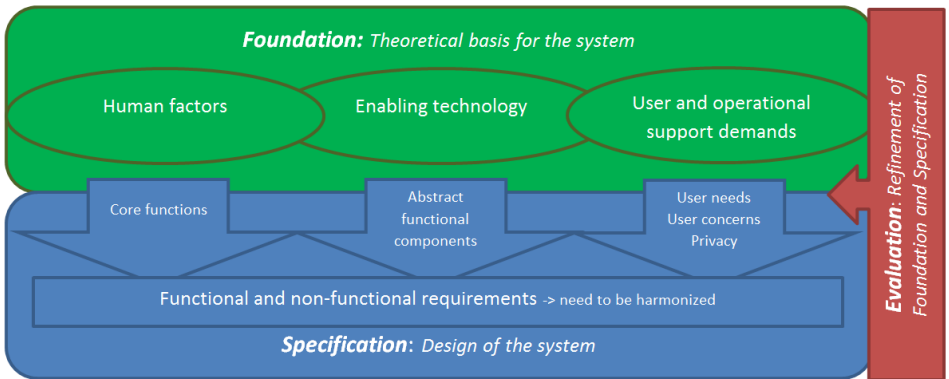 Foundation: Theoretical basis for the system
Human factors
Enabling technology
User and operational
support demands
Core functions
Abstract
functional
components
User needs
User concerns
Privacy
Functional and non-functional requirements -> need to be harmonized
Specification: Design of the system
Evaluation: Refinement of
Foundation and Specification